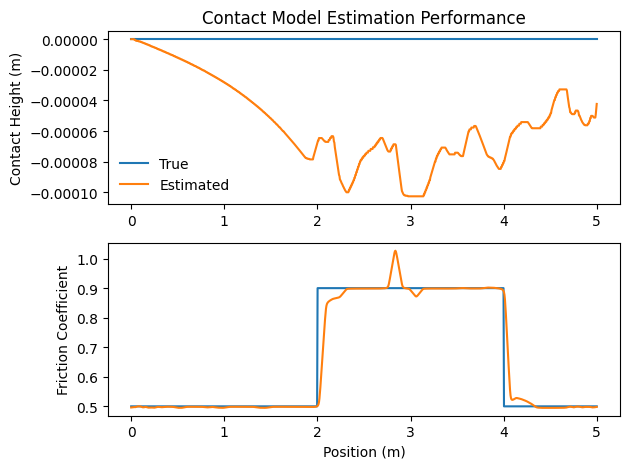 Contact Model Estimation Performance
Contact Height (m)
0.00000
−0.00002
−0.00004
−0.00006
−0.00008
−0.00010
True
Estimated
0 1 2 3 4 5
Friction Coefficient
1.0
0.9
0.8
0.7
0.6
0.5
0 1 2 3 4 5
Position (m)